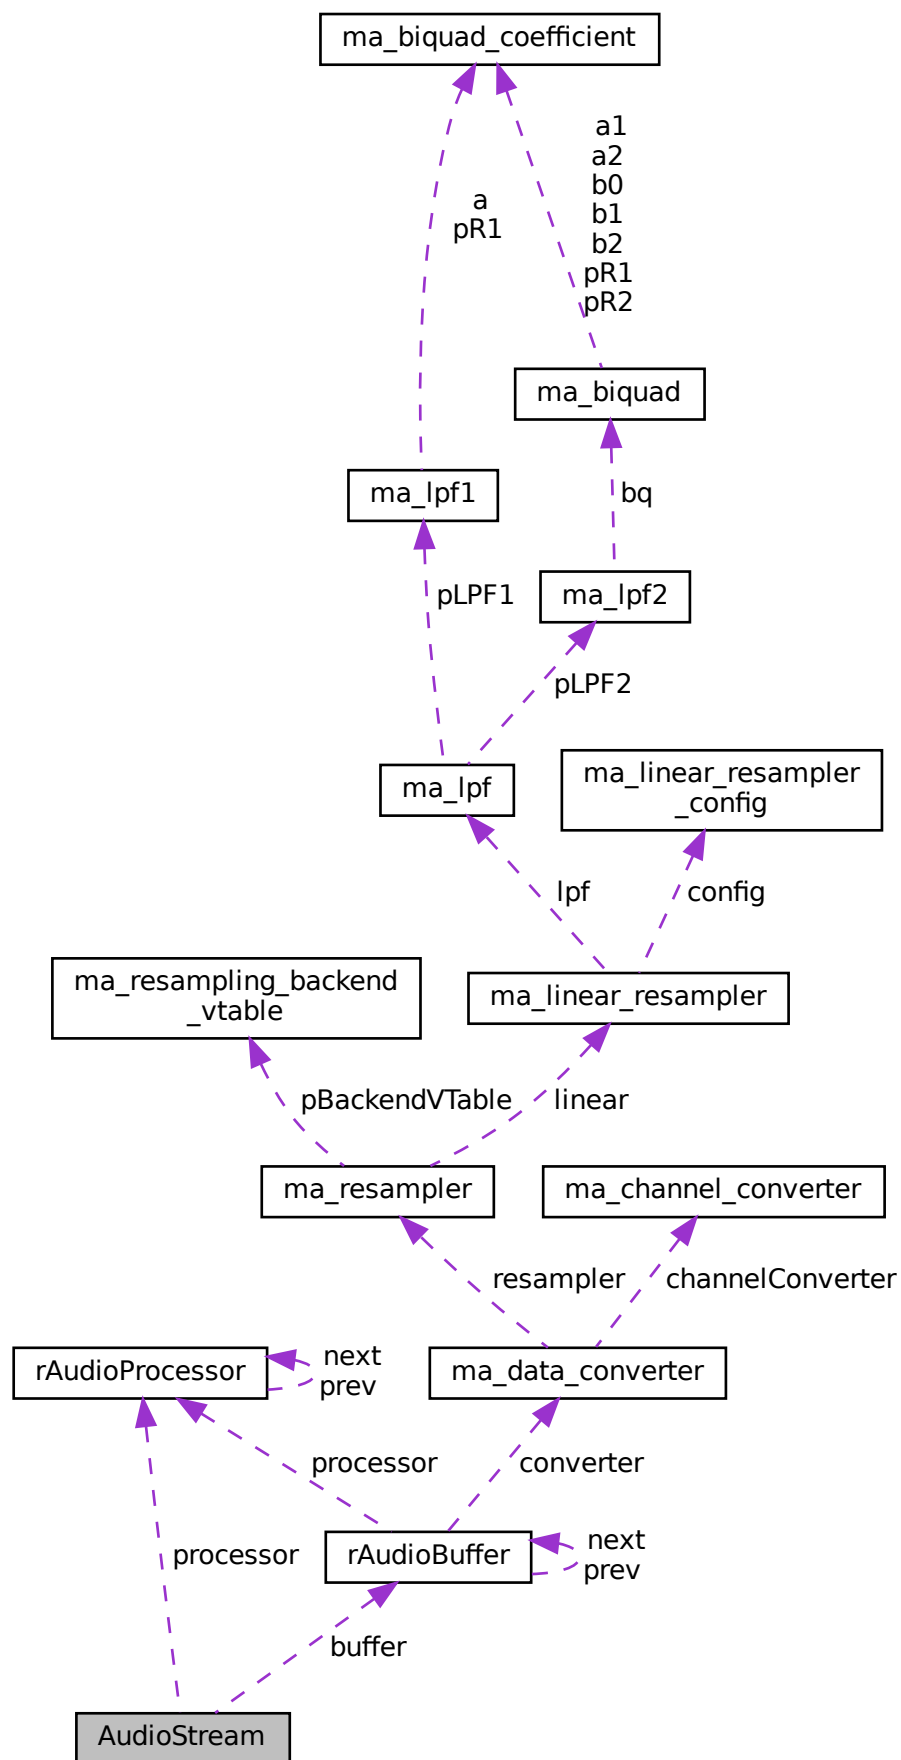 ma_biquad_coefficient
a1
a2
b0
b1
b2
pR1
pR2
a
pR1
ma_biquad
ma_lpf1
bq
ma_lpf2
pLPF1
pLPF2
ma_lpf
ma_linear_resampler
_config
lpf
config
ma_resampling_backend
_vtable
ma_linear_resampler
pBackendVTable
linear
ma_resampler
ma_channel_converter
resampler
channelConverter
rAudioProcessor
next
prev
ma_data_converter
processor
converter
processor
rAudioBuffer
next
prev
buffer
AudioStream